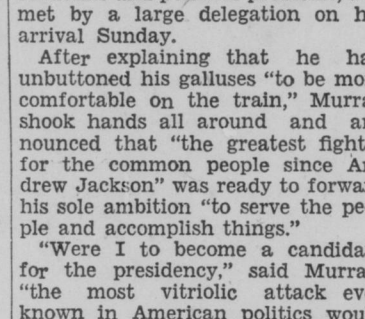 met by a large delegation on h
arrival Sunday.
After explaining that he ha
unbuttoned his galluses “to be mo
comfortable on the train,” Murra
shook hands all around and an
nounced that “the greatest fight
for the common people since An
drew Jackson” was ready to forwa
his sole ambition “to serve the pe
ple and accomplish things.”
“Were I to become a candida
for the presidency,” said Murra
“the most vitriolic attack ev
known in American politics wou